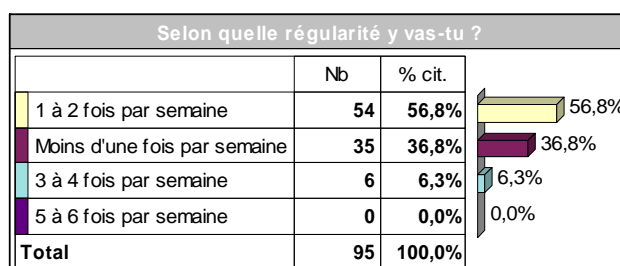 Selon quelle régularité y vas-tu ?
Nb % cit.
1 à 2 fois par semaine 54 56,8% 56,8%
Moins d'une fois par semaine 35 36,8% 36,8%
3 à 4 fois par semaine 6 6,3% 6,3%
5 à 6 fois par semaine 0 0,0% 0,0%
Total 95 100,0%